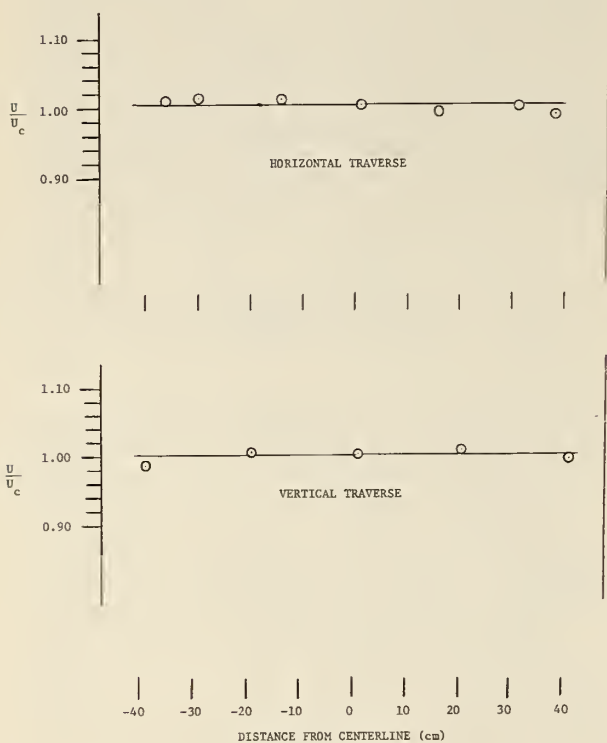 1.10
U
U_c
1.00
0.90
HORIZONTAL TRAVERSE
1.10
U
U_c
1.00
0.90
VERTICAL TRAVERSE
-40 -30 -20 -10 0 10 20 30 40
DISTANCE FROM CENTERLINE (cm)